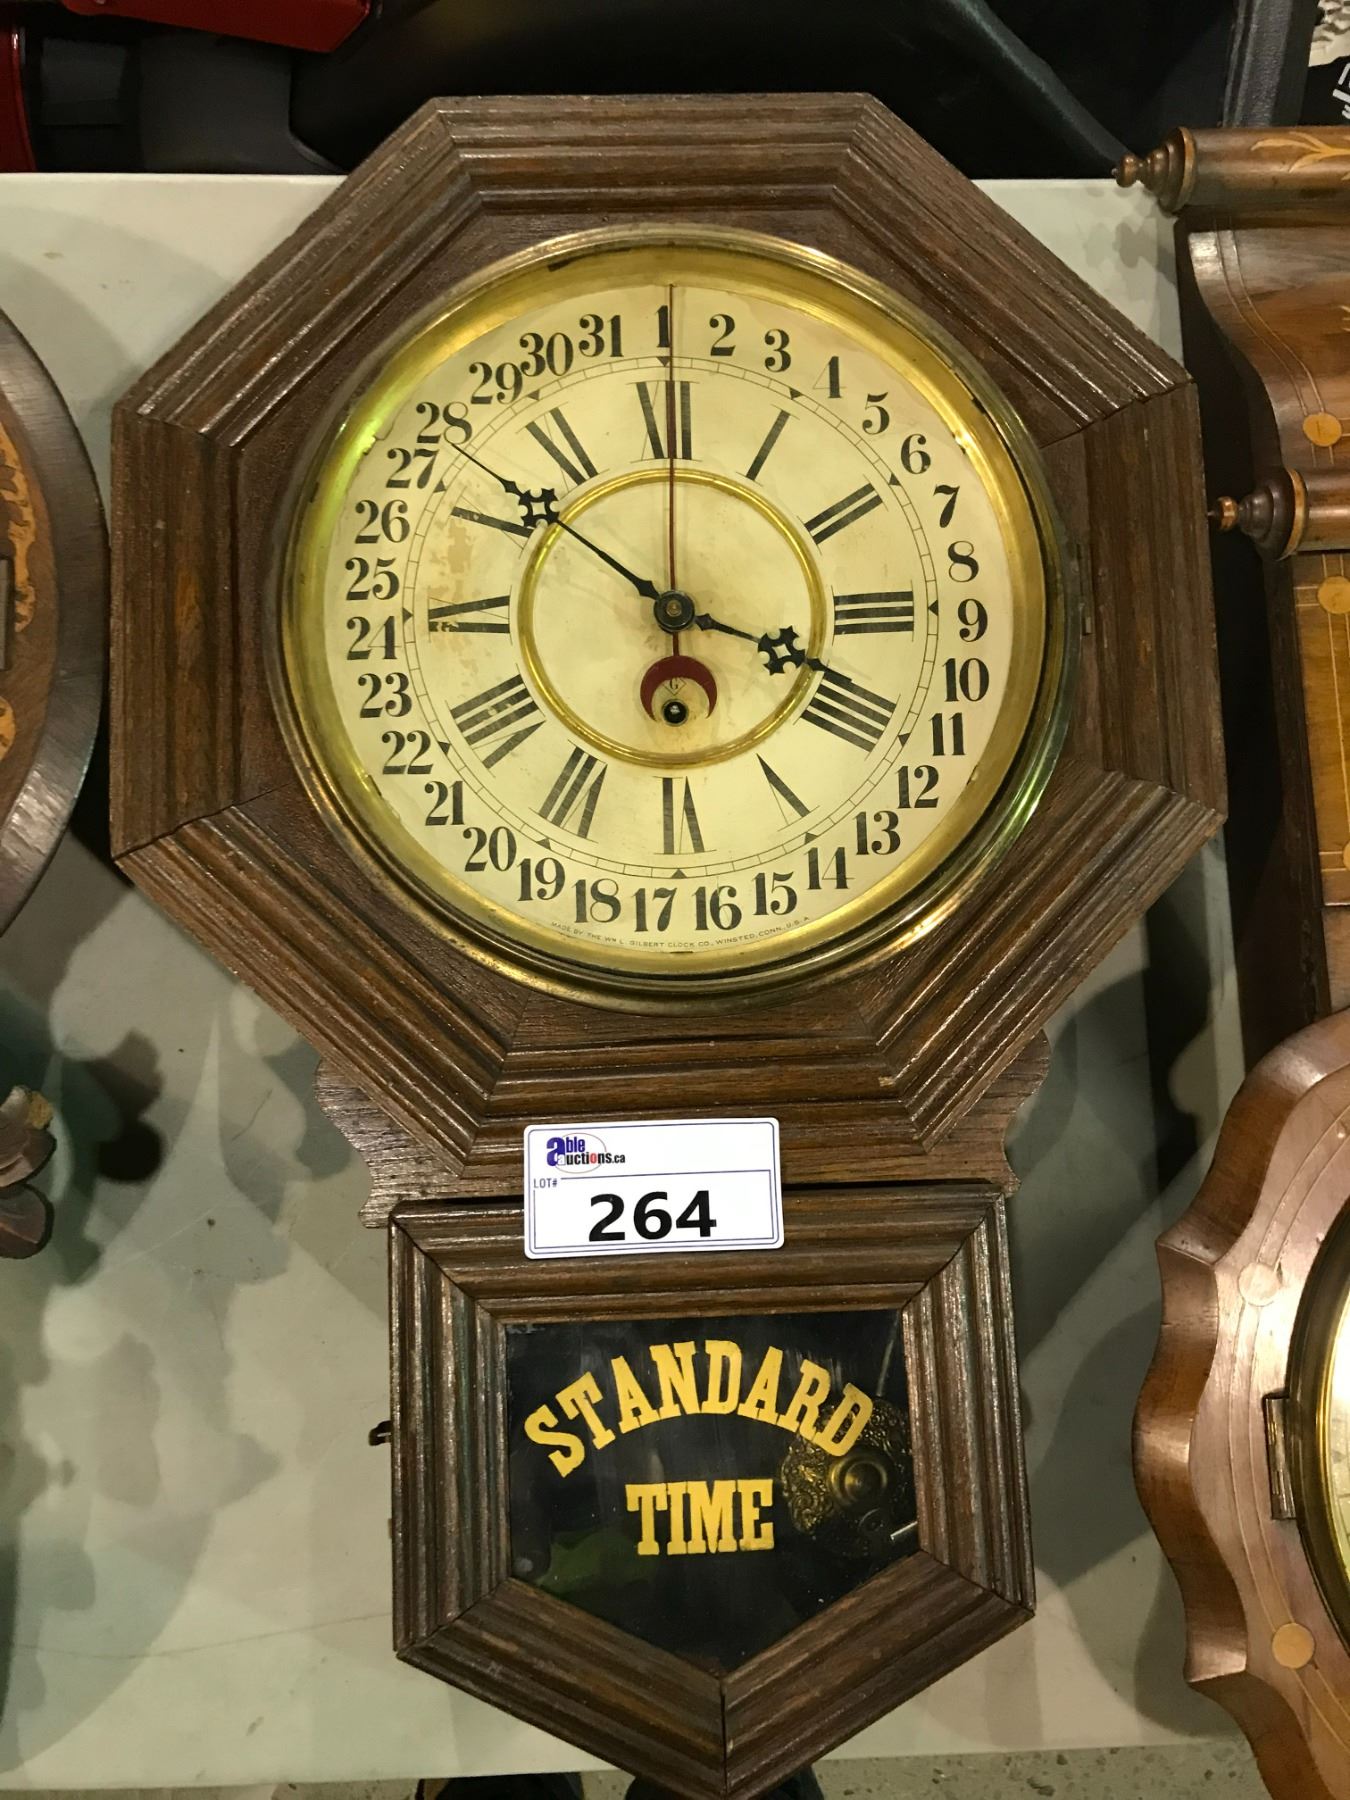 31 1 2 3 4 5 6 7 8 9 10 11 12 13 14 15 16 17 18 19 20 21 22 23 24 25 26 27 28 29 30
XII I II III IIII V VI VII VIII IX X XI
G
MADE BY THE WM L. GILBERT CLOCK CO., WINSTED, CONN., U.S.A.
able
auctions.ca
LOT#
264
STANDARD
TIME